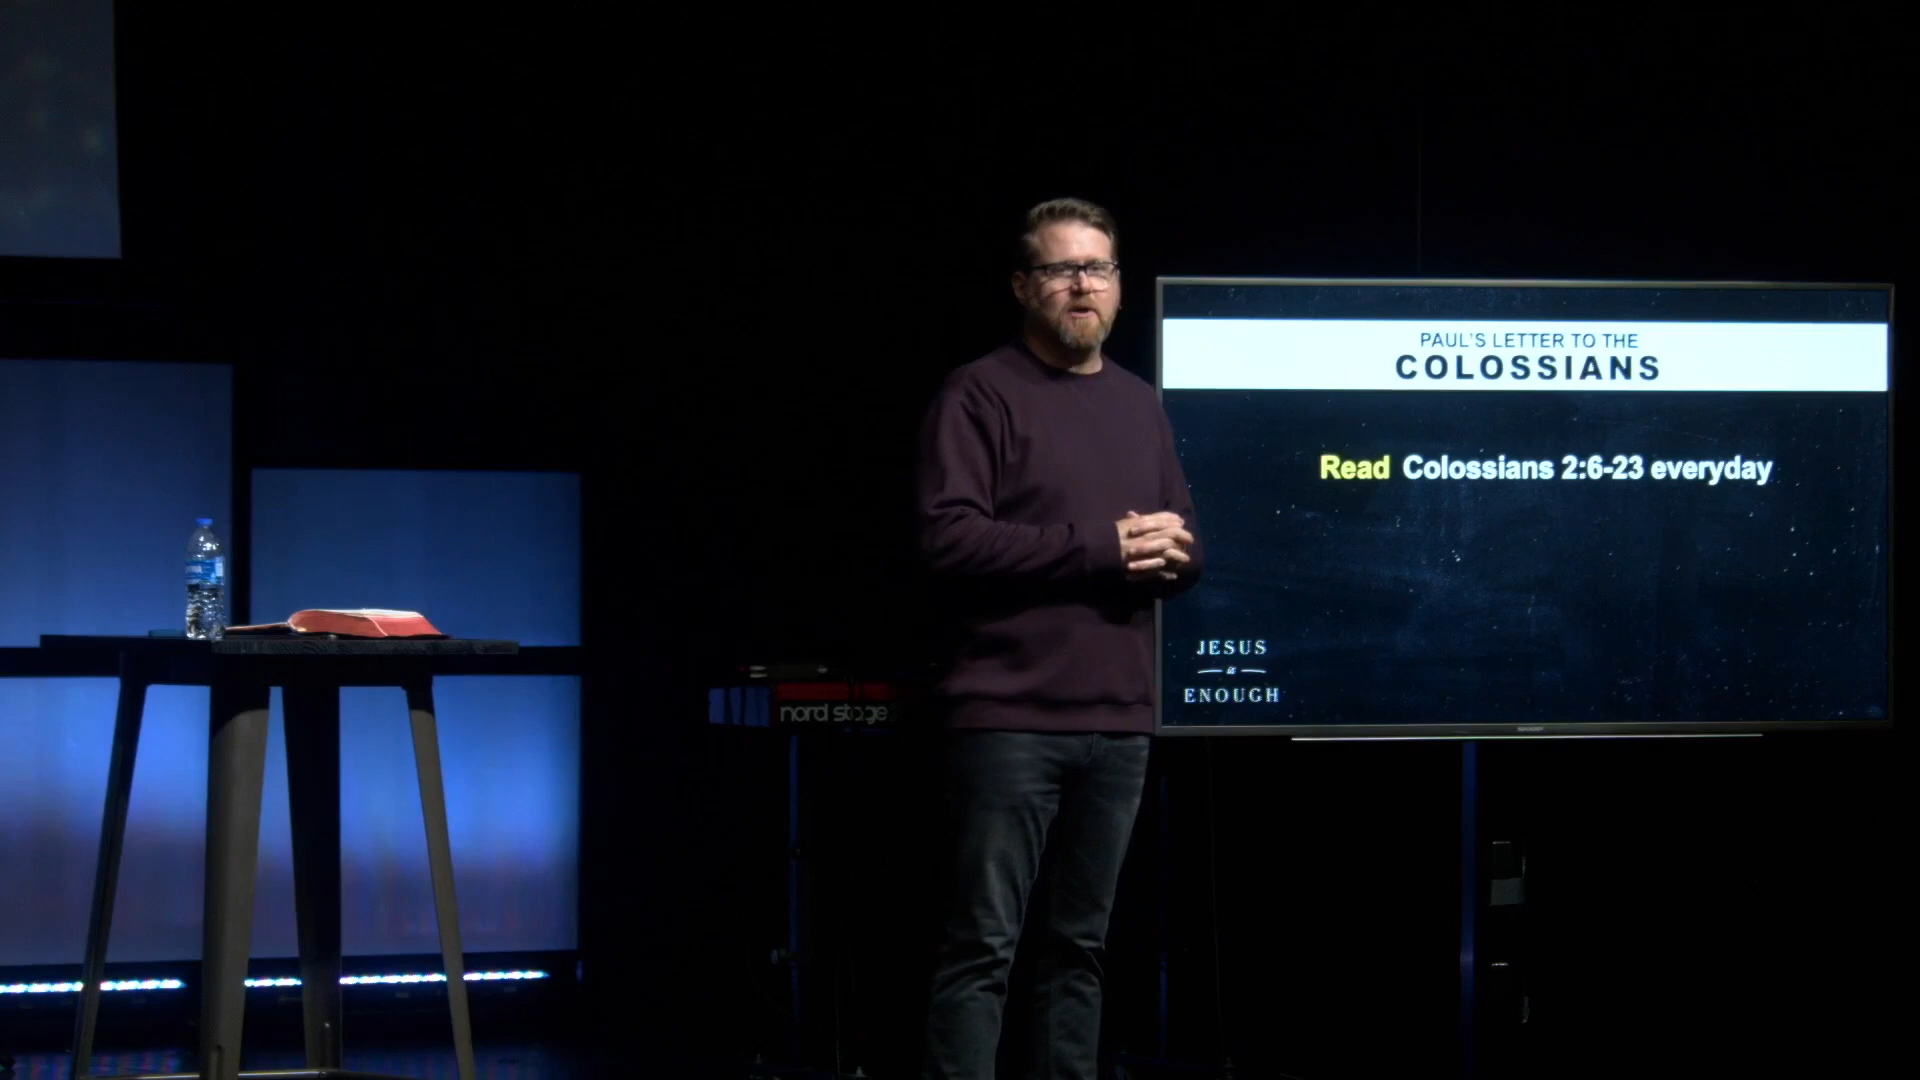 PAUL'S LETTER TO THE
COLOSSIANS
Read Colossians 2:6-23 everyday
JESUS
is
ENOUGH
nord stage